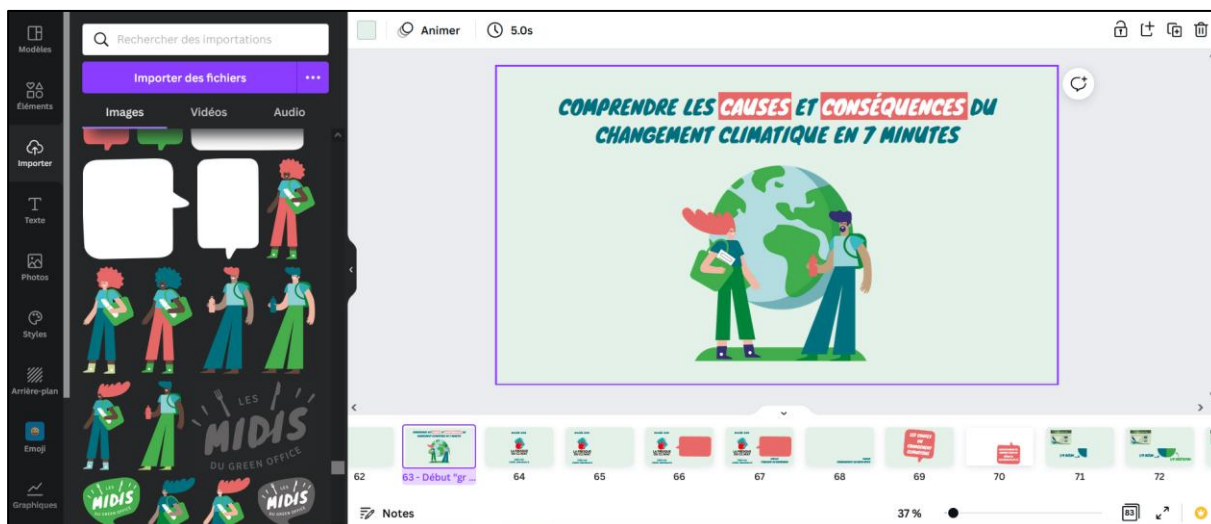 Modèles
Éléments
Importer
Texte
Photos
Styles
Arrière-plan
Emoji
Graphiques
Rechercher des importations
Importer des fichiers
Images Vidéos Audio
LES
MIDIS
DU GREEN OFFICE
MIDIS
MIDIS
Animer 5.0s
COMPRENDRE LES CAUSES ET CONSÉQUENCES DU
CHANGEMENT CLIMATIQUE EN 7 MINUTES
62 63 - Début "gr ... 64 65 66 67 68 69 70 71 72
Notes
37 %
83